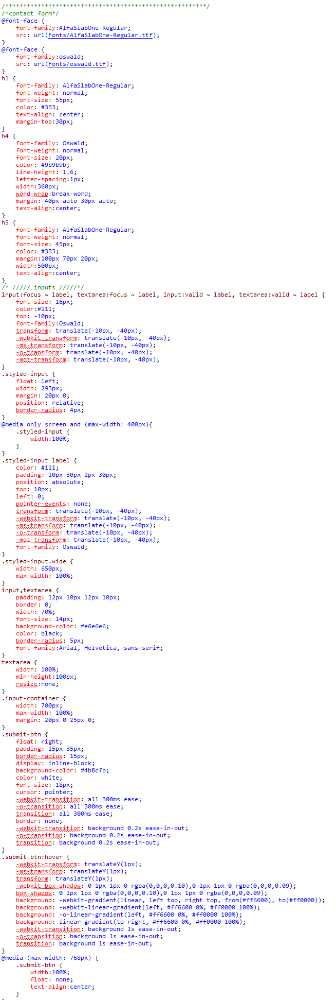 /********************************************************/
/*contact form*/
@font-face {
    font-family:AlfaSlabOne-Regular;
    src: url(Fonts/AlfaSlabOne-Regular.ttf);
}
@font-face {
    font-family:oswald;
    src: url(Fonts/oswald.ttf);
}
h1 {
    font-family: AlfaSlabOne-Regular;
    font-weight: normal;
    font-size: 55px;
    color: #333;
    text-align: center;
    margin-top:30px;
}
h4 {
    font-family: Oswald;
    font-weight: normal;
    font-size: 20px;
    color: #9b9b9b;
    line-height: 1.6;
    letter-spacing:1px;
    width:360px;
    word-wrap:break-word;
    margin:-40px auto 30px auto;
    text-align:center;
}
h5 {
    font-family: AlfaSlabOne-Regular;
    font-weight: normal;
    font-size: 45px;
    color: #333;
    margin:100px 70px 20px;
    width:500px;
    text-align:center;
}
/* ///// inputs /////*/
input:focus ~ label, textarea:focus ~ label, input:valid ~ label, textarea:valid ~ label {
    font-size: 16px;
    color:#111;
    top: -10px;
    font-family:Oswald;
    transform: translate(-10px, -40px);
    -webkit-transform: translate(-10px, -40px);
    -ms-transform: translate(-10px, -40px);
    -o-transform: translate(-10px, -40px);
    -moz-transform: translate(-10px, -40px);
}
.styled-input {
    float: left;
    width: 293px;
    margin: 20px 0;
    position: relative;
    border-radius: 4px;
}
@media only screen and (max-width: 400px){
    .styled-input {
        width:100%;
    }
}
.styled-input label {
    color: #111;
    padding: 10px 30px 2px 30px;
    position: absolute;
    top: 10px;
    left: 0;
    pointer-events: none;
    transform: translate(-10px, -40px);
    -webkit-transform: translate(-10px, -40px);
    -ms-transform: translate(-10px, -40px);
    -o-transform: translate(-10px, -40px);
    -moz-transform: translate(-10px, -40px);
    font-family: Oswald;
}
.styled-input.wide {
    width: 650px;
    max-width: 100%;
}
input,textarea {
    padding: 12px 10px 12px 10px;
    border: 0;
    width: 70%;
    font-size: 14px;
    background-color: #e6e6e6;
    color: black;
    border-radius: 5px;
    font-family:Arial, Helvetica, sans-serif;
}
textarea {
    width: 100%;
    min-height:100px;
    resize:none;
}
.input-container {
    width: 700px;
    max-width: 100%;
    margin: 20px 0 25px 0;
}
.submit-btn {
    float: right;
    padding: 15px 35px;
    border-radius: 15px;
    display: inline-block;
    background-color: #4b8cfb;
    color: white;
    font-size: 18px;
    cursor: pointer;
    -webkit-transition: all 300ms ease;
    -o-transition: all 300ms ease;
    transition: all 300ms ease;
    border: none;
    -webkit-transition: background 0.2s ease-in-out;
    -o-transition: background 0.2s ease-in-out;
    transition: background 0.2s ease-in-out;
}
.submit-btn:hover {
    -webkit-transform: translateY(1px);
    -ms-transform: translateY(1px);
    transform: translateY(1px);
    -webkit-box-shadow: 0 1px 1px 0 rgba(0,0,0,0.10),0 1px 1px 0 rgba(0,0,0,0.09);
    box-shadow: 0 1px 1px 0 rgba(0,0,0,0.10),0 1px 1px 0 rgba(0,0,0,0.09);
    background: -webkit-gradient(linear, left top, right top, from(#ff6600), to(#ff0000));
    background: -webkit-linear-gradient(left, #ff6600 0%, #ff0000 100%);
    background: -o-linear-gradient(left, #ff6600 0%, #ff0000 100%);
    background: linear-gradient(to right, #ff6600 0%, #ff0000 100%);
    -webkit-transition: background 1s ease-in-out;
    -o-transition: background 1s ease-in-out;
    transition: background 1s ease-in-out;
}
@media (max-width: 768px) {
    .submit-btn {
        width:100%;
        float: none;
        text-align:center;
    }